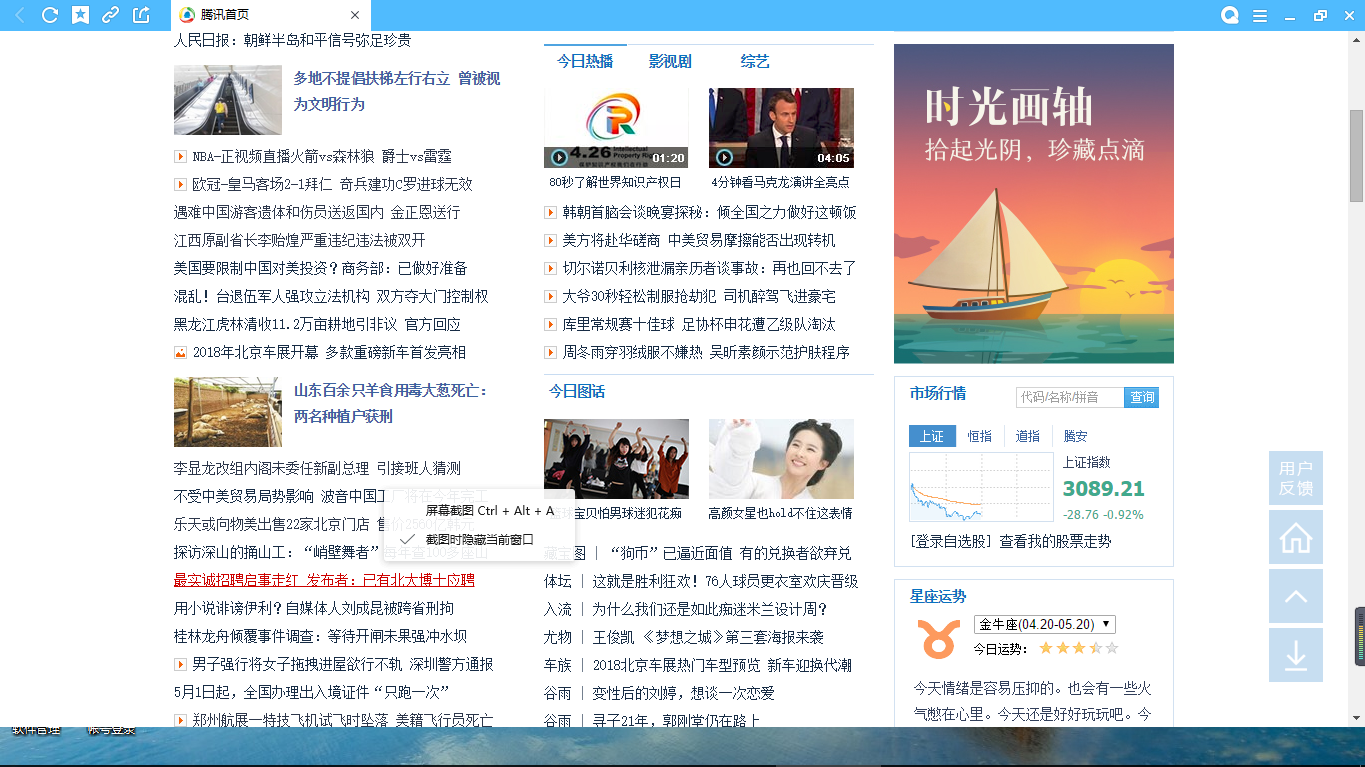 腾讯首页
人民日报：朝鲜半岛和平信号弥足珍贵
多地不提倡扶梯左行右立 曾被视
为文明行为
NBA-正视频直播火箭vs森林狼 爵士vs雷霆
欧冠-皇马客场2-1拜仁 奇兵建功C罗进球无效
遇难中国游客遗体和伤员送返国内 金正恩送行
江西原副省长李贻煌严重违纪违法被双开
美国要限制中国对美投资？商务部：已做好准备
混乱！台退伍军人强攻立法机构 双方夺大门控制权
黑龙江虎林清收11.2万亩耕地引非议 官方回应
2018年北京车展开幕 多款重磅新车首发亮相
山东百余只羊食用毒大葱死亡：
两名种植户获刑
李显龙改组内阁未委任新副总理 引接班人猜测
不受中美贸易局势影响 波音中国工厂将在今年完工
乐天或向物美出售22家北京门店 售价2560亿韩元
探访深山的捅山工：“峭壁舞者”每年查100多座山
最实诚招聘启事走红 发布者：已有北大博士应聘
用小说诽谤伊利？自媒体人刘成昆被跨省刑拘
桂林龙舟倾覆事件调查：等待开闸未果强冲水坝
男子强行将女子拖拽进屋欲行不轨 深圳警方通报
5月1日起，全国办理出入境证件“只跑一次”
郑州航展一特技飞机试飞时坠落 美籍飞行员死亡
屏幕截图 Ctrl + Alt + A
截图时隐藏当前窗口
今日热播 影视剧 综艺
4.26
Intellectual
Property Rig
01:20
04:05
80秒了解世界知识产权日
4分钟看马克龙演讲全亮点
韩朝首脑会谈晚宴探秘：倾全国之力做好这顿饭
美方将赴华磋商 中美贸易摩擦能否出现转机
切尔诺贝利核泄漏亲历者谈事故：再也回不去了
大爷30秒轻松制服抢劫犯 司机醉驾飞进豪宅
库里常规赛十佳球 足协杯申花遭乙级队淘汰
周冬雨穿羽绒服不嫌热 吴昕素颜示范护肤程序
今日图话
球宝贝怕男球迷犯花痴
高颜女星也hold不住这表情
藏宝图 | “狗币”已逼近面值 有的兑换者欲弃兑
体坛 | 这就是胜利狂欢！76人球员更衣室欢庆晋级
入流 | 为什么我们还是如此痴迷米兰设计周？
尤物 | 王俊凯 《梦想之城》第三套海报来袭
车族 | 2018北京车展热门车型预览 新车迎换代潮
谷雨 | 变性后的刘婷，想谈一次恋爱
谷雨 | 寻子21年，郭刚堂仍在路上
时光画轴
拾起光阴，珍藏点滴
市场行情
代码/名称/拼音
查询
上证 恒指 道指 腾安
上证指数
3089.21
-28.76 -0.92%
[登录自选股] 查看我的股票走势
星座运势
金牛座(04.20-05.20)
今日运势：
今天情绪是容易压抑的。也会有一些火
气憋在心里。今天还是好好玩玩吧。今
用户
反馈
软件管理
帐号登录